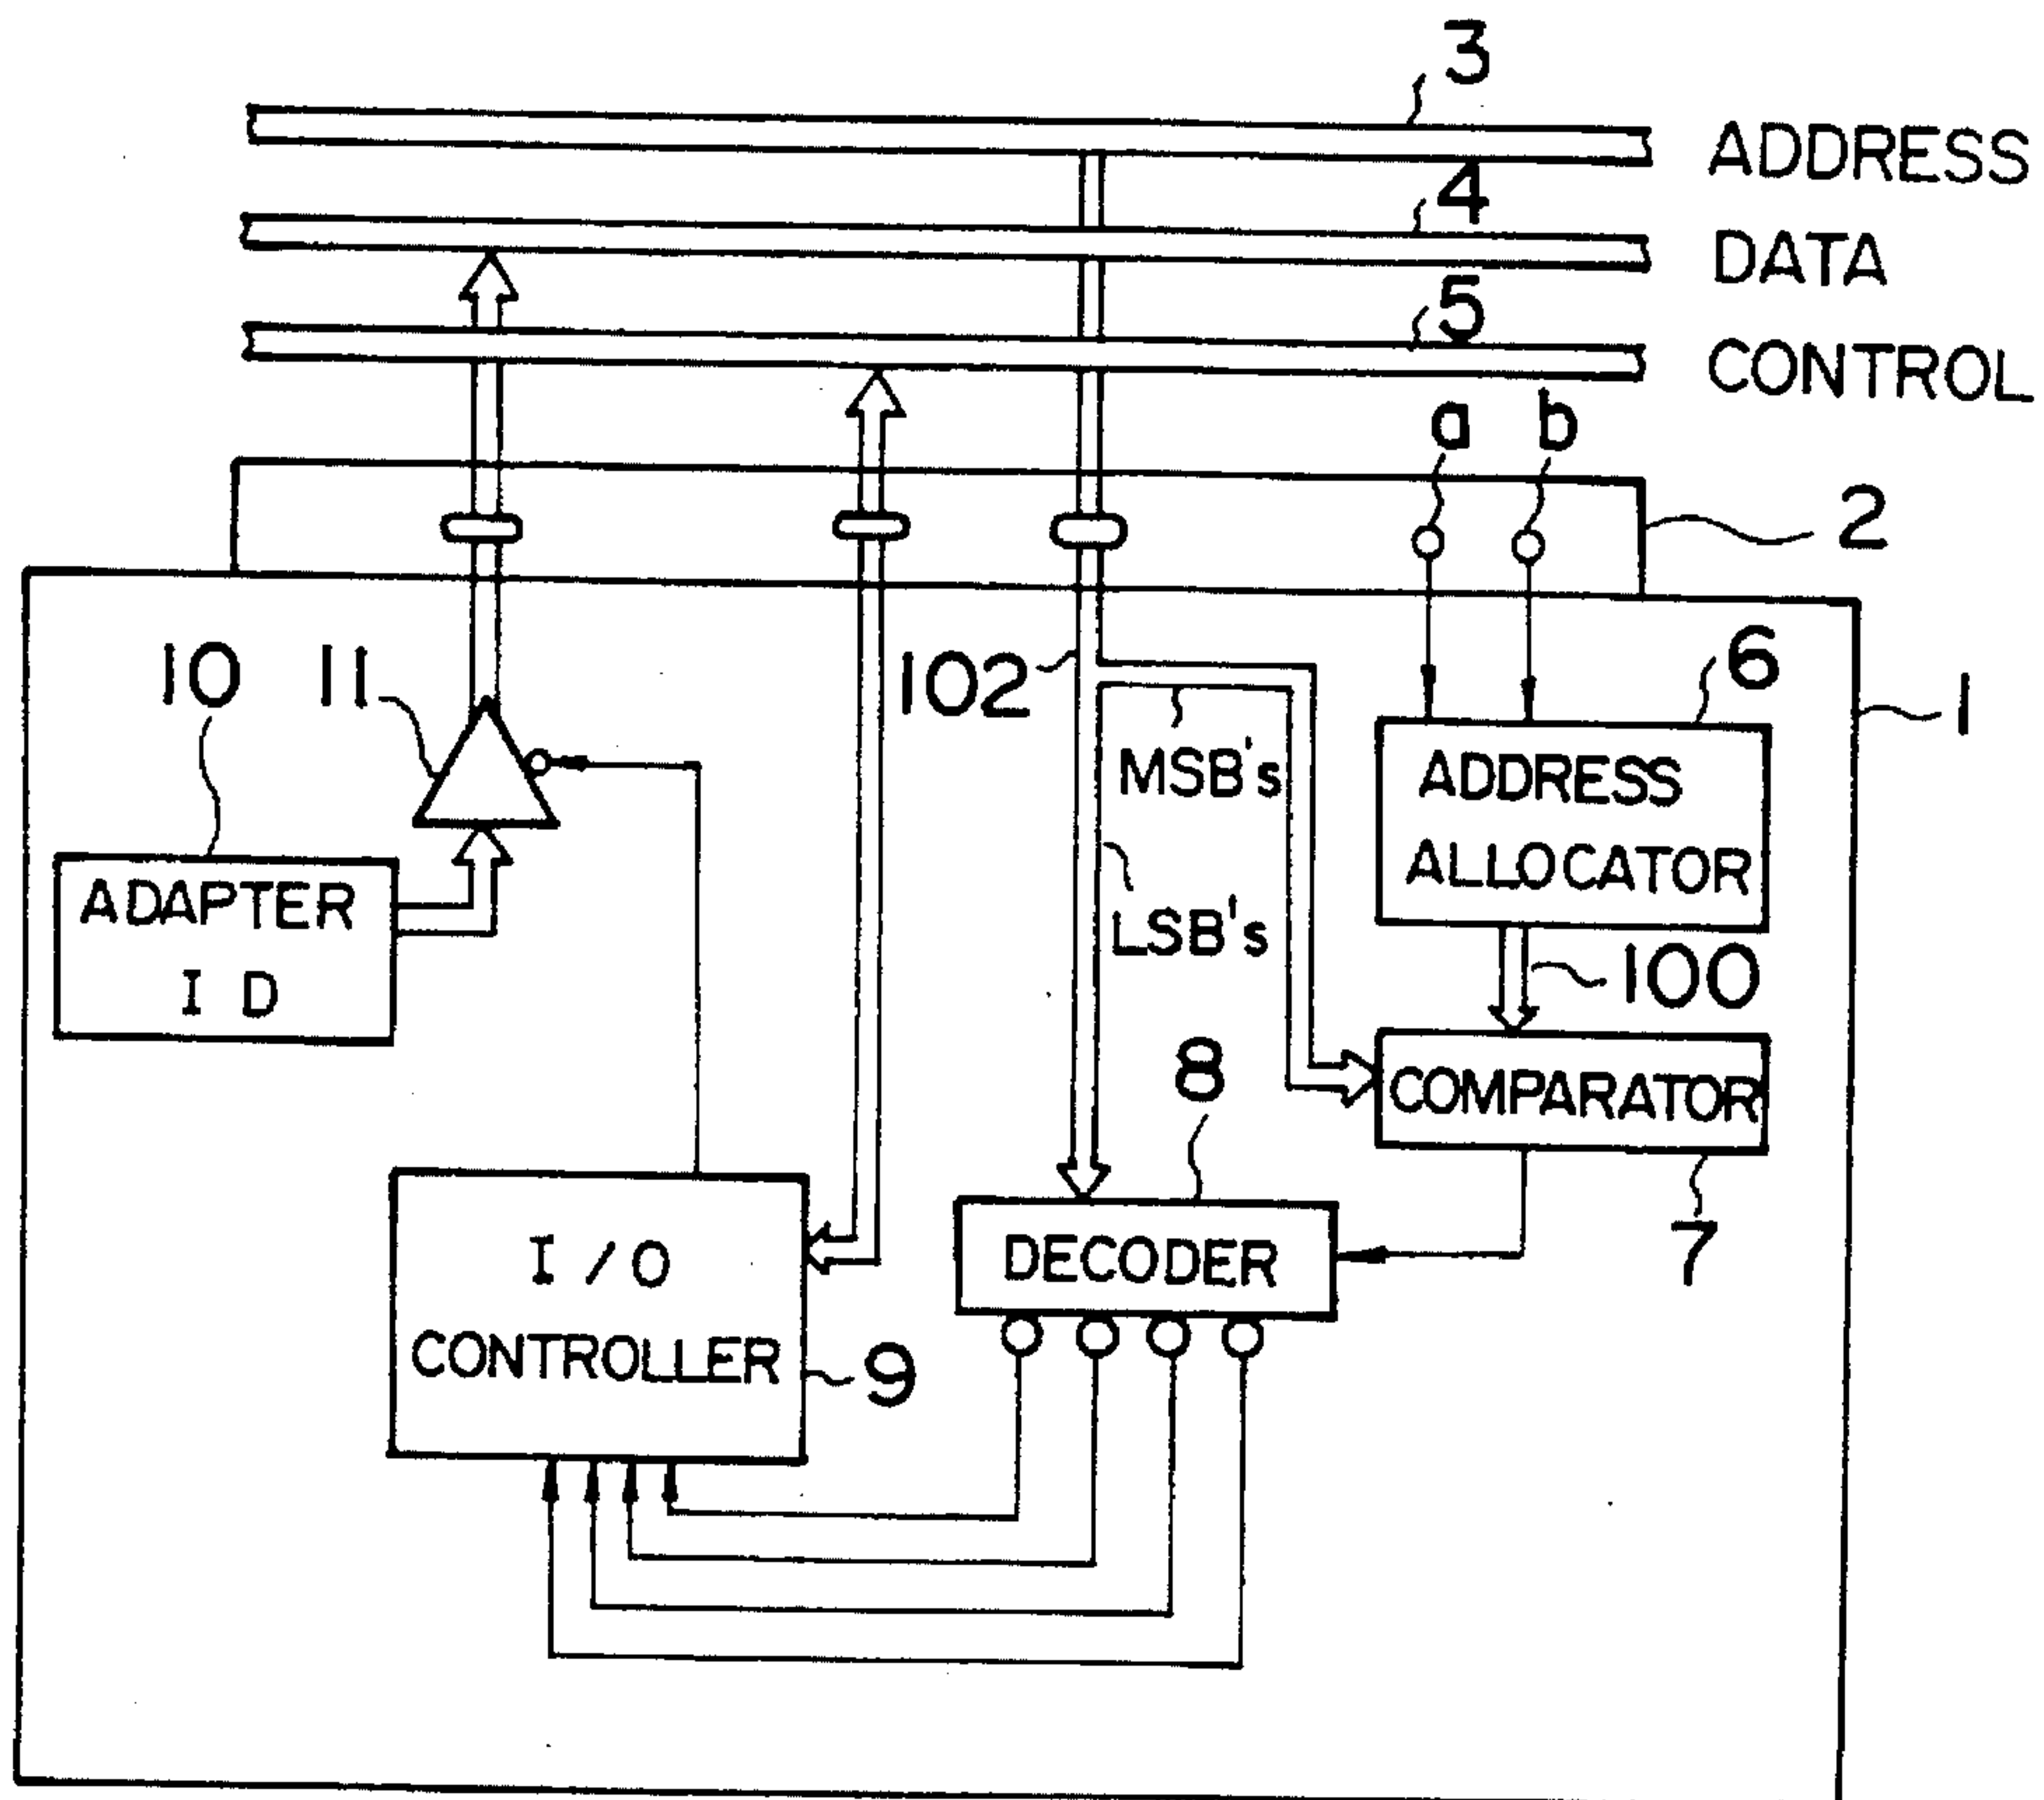 3
ADDRESS
4
DATA
5
CONTROL
a b
2
10 11 102 6 1
MSB's
ADDRESS
ALLOCATOR
LSB's
ADAPTER
ID
100
8
COMPARATOR
7
DECODER
I/O
CONTROLLER
9